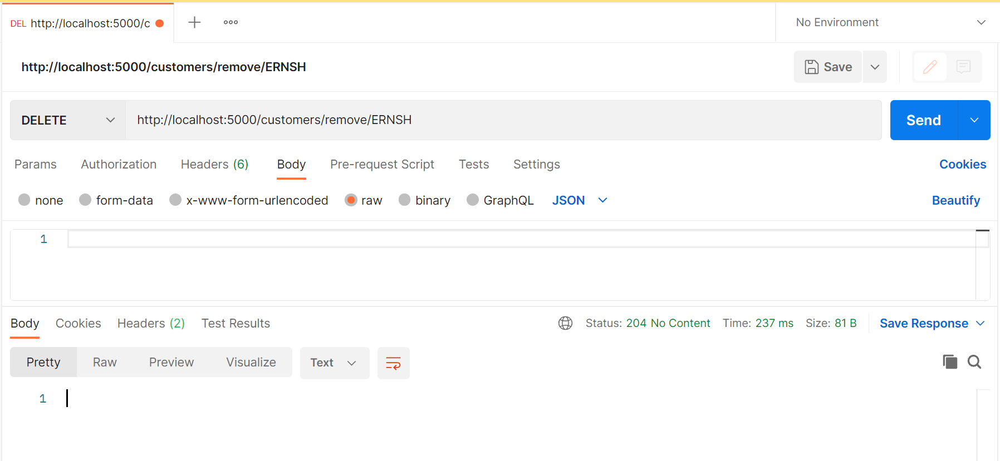 DEL http://localhost:5000/c
No Environment
http://localhost:5000/customers/remove/ERNSH
Save
DELETE http://localhost:5000/customers/remove/ERNSH Send
Params Authorization Headers (6) Body Pre-request Script Tests Settings Cookies
none form-data x-www-form-urlencoded raw binary GraphQL JSON Beautify
1
Body Cookies Headers (2) Test Results Status: 204 No Content Time: 237 ms Size: 81 B Save Response
Pretty Raw Preview Visualize Text
1